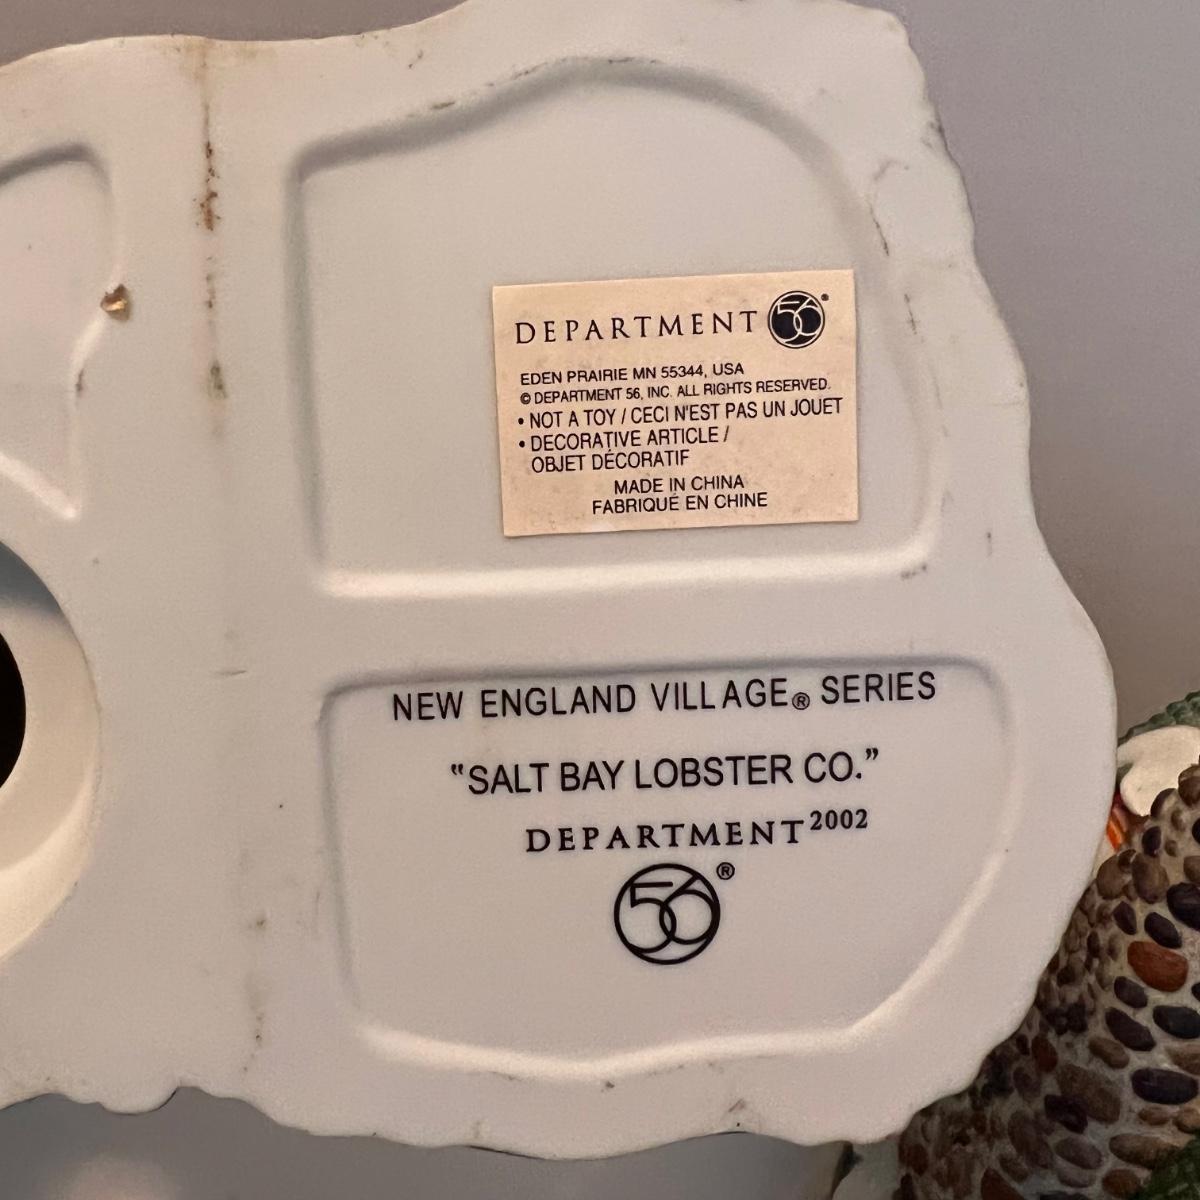 DEPARTMENT 56®
EDEN PRAIRIE MN 55344, USA
© DEPARTMENT 56, INC. ALL RIGHTS RESERVED.
• NOT A TOY / CECI N'EST PAS UN JOUET
• DECORATIVE ARTICLE /
OBJET DÉCORATIF
MADE IN CHINA
FABRIQUÉ EN CHINE
NEW ENGLAND VILLAGE® SERIES
"SALT BAY LOBSTER CO."
DEPARTMENT 2002
56®